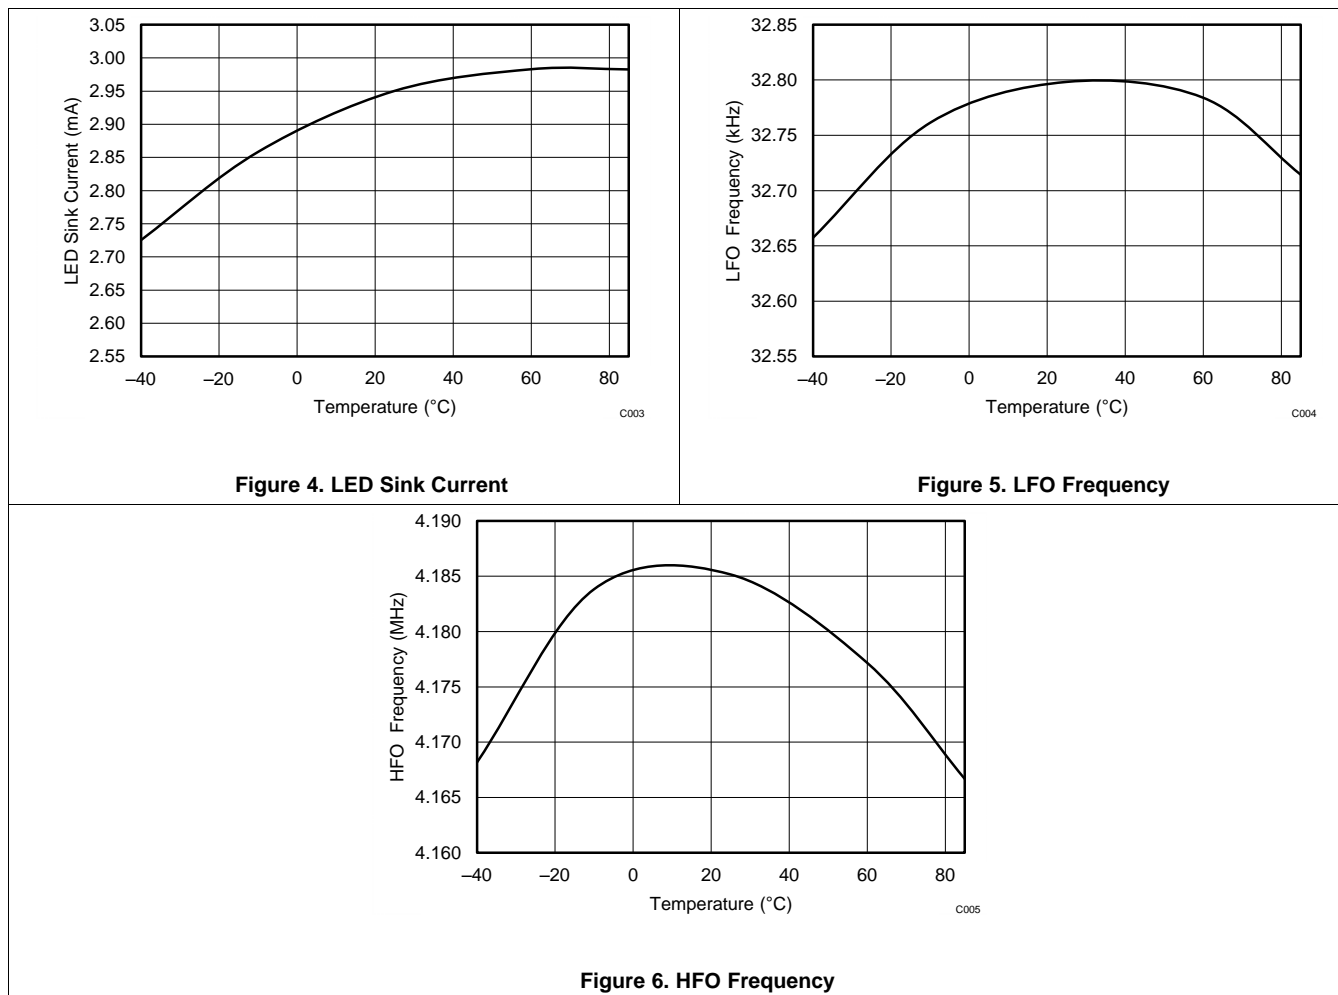 3.05
3.00
2.95
2.90
2.85
2.80
2.75
2.70
2.65
2.60
2.55
LED Sink Current (mA)
–40 –20 0 20 40 60 80
Temperature (°C)
C003
Figure 4. LED Sink Current
32.85
32.80
32.75
32.70
32.65
32.60
32.55
LFO Frequency (kHz)
–40 –20 0 20 40 60 80
Temperature (°C)
C004
Figure 5. LFO Frequency
4.190
4.185
4.180
4.175
4.170
4.165
4.160
HFO Frequency (MHz)
–40 –20 0 20 40 60 80
Temperature (°C)
C005
Figure 6. HFO Frequency